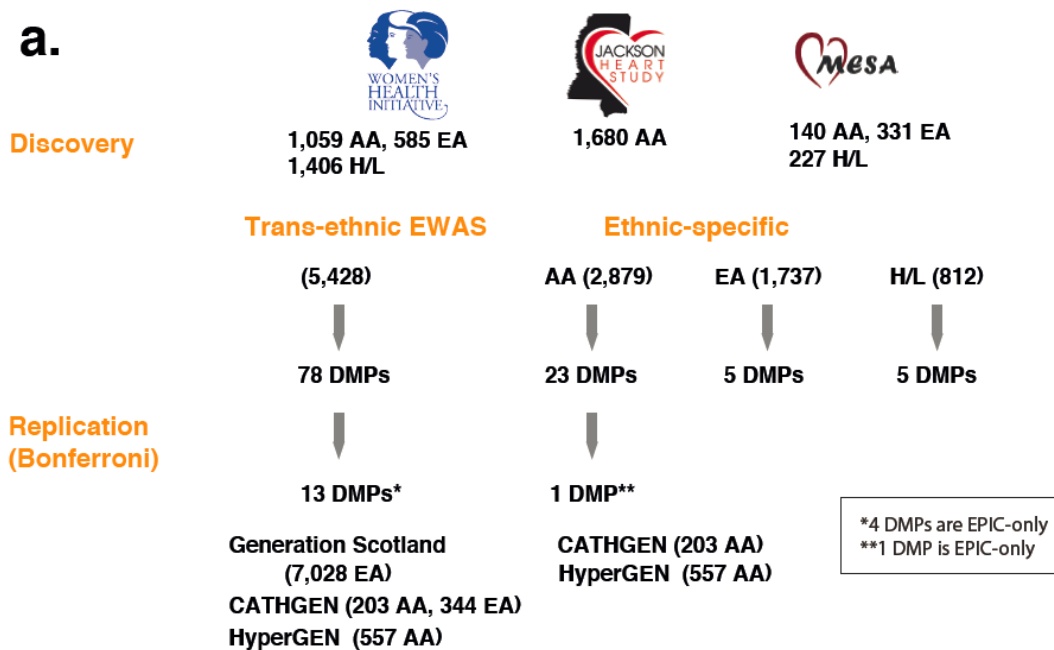 a.
WOMEN'S
HEALTH
INITIATIVE
JACKSON
HEART
STUDY
MESA
Discovery
1,059 AA, 585 EA
1,406 H/L
1,680 AA
140 AA, 331 EA
227 H/L
Trans-ethnic EWAS
Ethnic-specific
(5,428)
AA (2,879)
EA (1,737)
H/L (812)
78 DMPs
23 DMPs
5 DMPs
5 DMPs
Replication
(Bonferroni)
13 DMPs*
1 DMP**
Generation Scotland
(7,028 EA)
CATHGEN (203 AA, 344 EA)
HyperGEN (557 AA)
CATHGEN (203 AA)
HyperGEN (557 AA)
*4 DMPs are EPIC-only
**1 DMP is EPIC-only